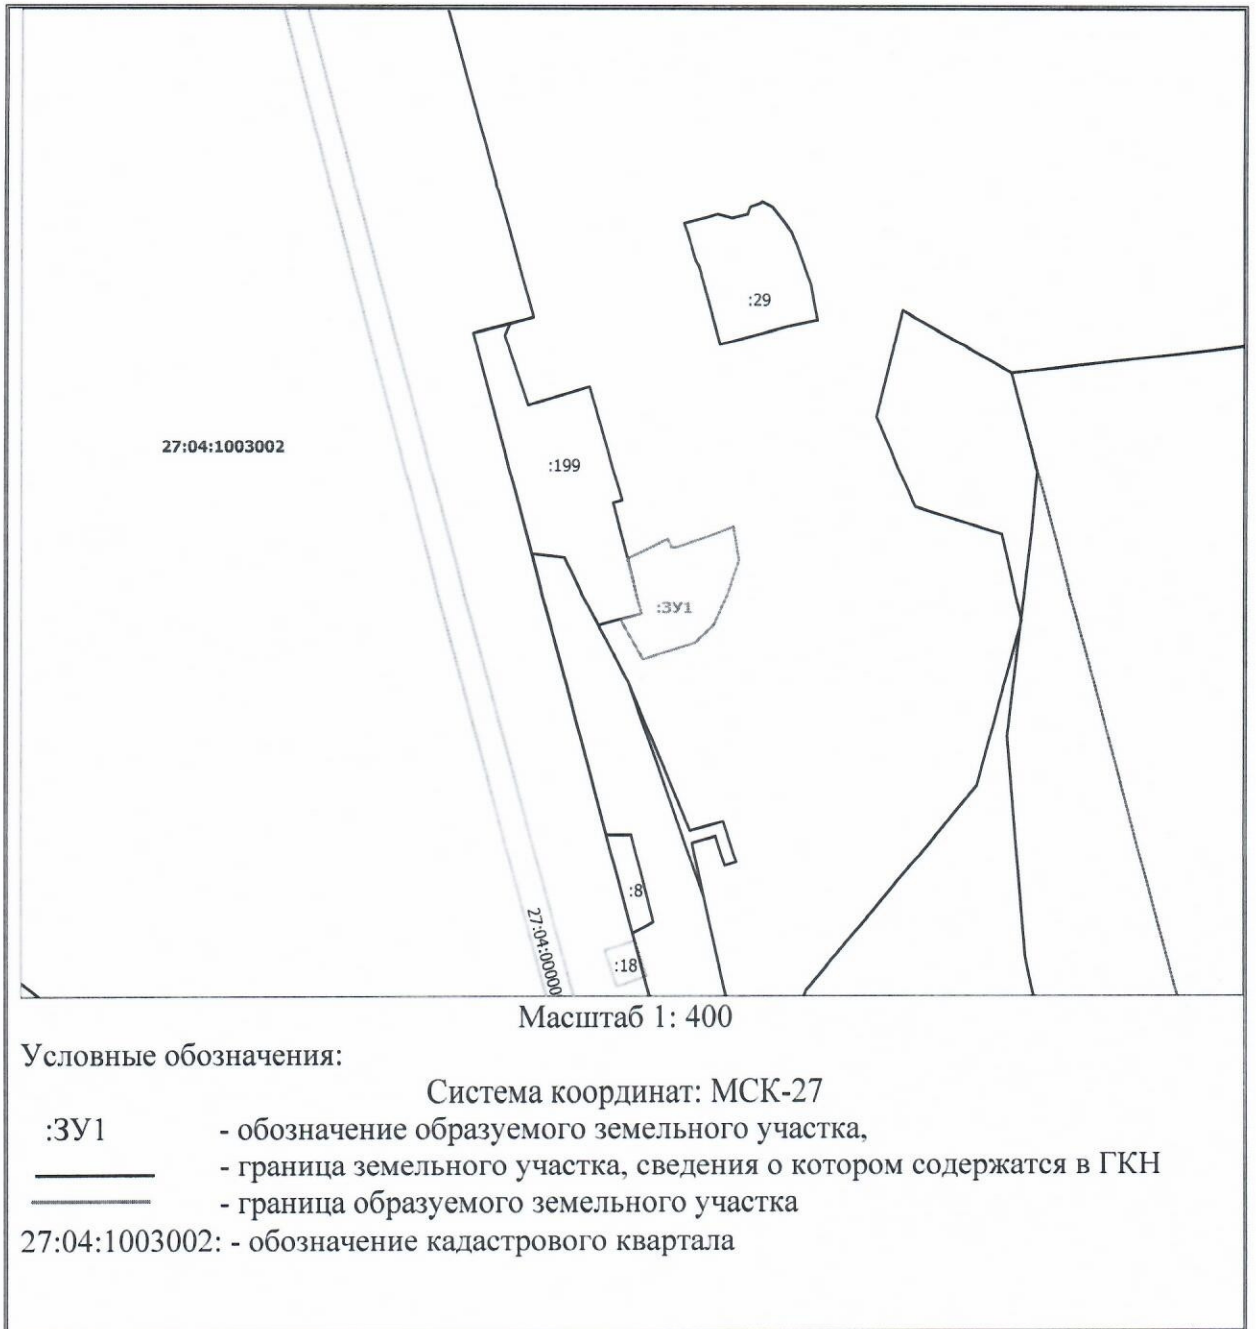 :29
27:04:1003002
:199
:ЗУ1
:8
27:04:00000
:18
Масштаб 1: 400
Условные обозначения:
Система координат: МСК-27
:ЗУ1 - обозначение образуемого земельного участка,
- граница земельного участка, сведения о котором содержатся в ГКН
- граница образуемого земельного участка
27:04:1003002: - обозначение кадастрового квартала